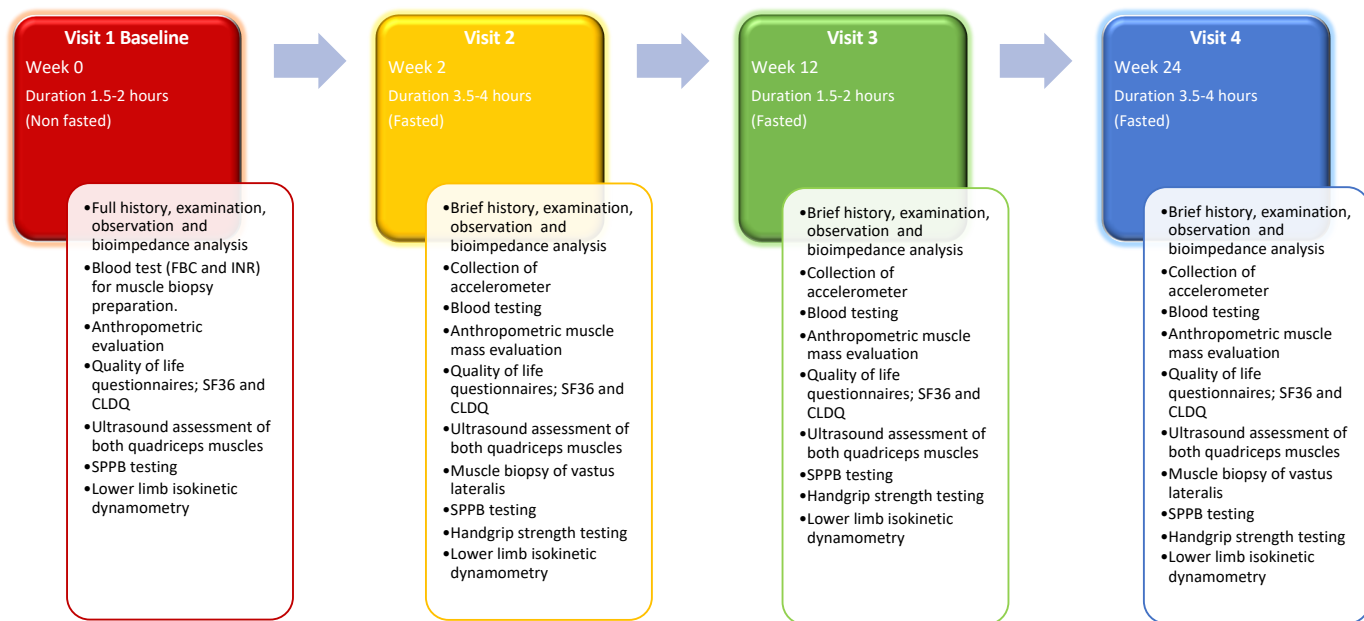 Visit 1 Baseline
Week 0
Duration 1.5-2 hours
(Non fasted)
•Full history, examination,
observation and
bioimpedance analysis
•Blood test (FBC and INR)
for muscle biopsy
preparation.
•Anthropometric
evaluation
•Quality of life
questionnaires; SF36 and
CLDQ
•Ultrasound assessment of
both quadriceps muscles
•SPPB testing
•Lower limb isokinetic
dynamometry
Visit 2
Week 2
Duration 3.5-4 hours
(Fasted)
•Brief history, examination,
observation and
bioimpedance analysis
•Collection of
accelerometer
•Blood testing
•Anthropometric muscle
mass evaluation
•Quality of life
questionnaires; SF36 and
CLDQ
•Ultrasound assessment of
both quadriceps muscles
•Muscle biopsy of vastus
lateralis
•SPPB testing
•Handgrip strength testing
•Lower limb isokinetic
dynamometry
Visit 3
Week 12
Duration 1.5-2 hours
(Fasted)
•Brief history, examination,
observation and
bioimpedance analysis
•Collection of
accelerometer
•Blood testing
•Anthropometric muscle
mass evaluation
•Quality of life
questionnaires; SF36 and
CLDQ
•Ultrasound assessment of
both quadriceps muscles
•SPPB testing
•Handgrip strength testing
•Lower limb isokinetic
dynamometry
Visit 4
Week 24
Duration 3.5-4 hours
(Fasted)
•Brief history, examination,
observation and
bioimpedance analysis
•Collection of
accelerometer
•Blood testing
•Anthropometric muscle
mass evaluation
•Quality of life
questionnaires; SF36 and
CLDQ
•Ultrasound assessment of
both quadriceps muscles
•Muscle biopsy of vastus
lateralis
•SPPB testing
•Handgrip strength testing
•Lower limb isokinetic
dynamometry